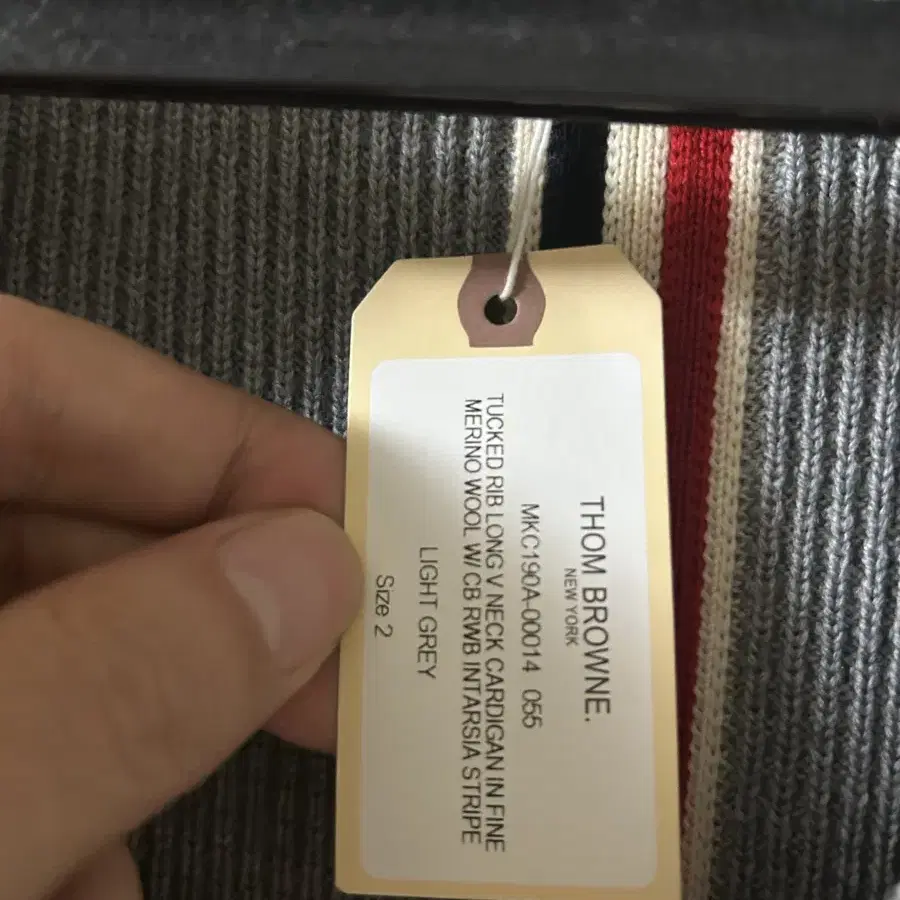 THOM BROWNE.
NEW YORK
MKC190A-00014 055
TUCKED RIB LONG V NECK CARDIGAN IN FINE
MERINO WOOL W/ CB RWB INTARSIA STRIPE
LIGHT GREY
Size 2